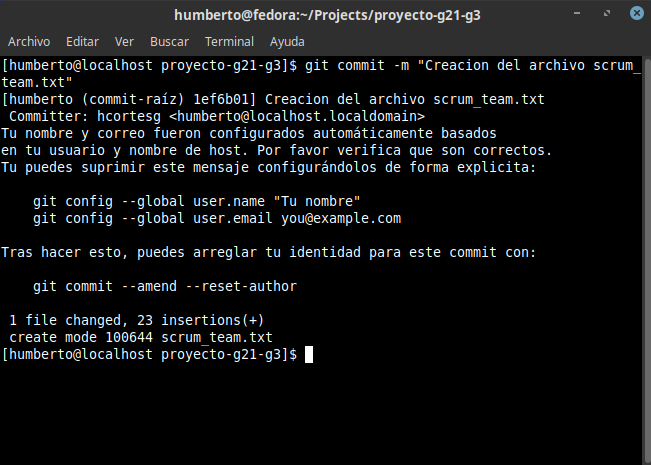 humberto@fedora:~/Projects/proyecto-g21-g3
Archivo Editar Ver Buscar Terminal Ayuda
[humberto@localhost proyecto-g21-g3]$ git commit -m "Creacion del archivo scrum_
team.txt"
[humberto (commit-raíz) 1ef6b01] Creacion del archivo scrum_team.txt
 Committer: hcortesg <humberto@localhost.localdomain>
Tu nombre y correo fueron configurados automáticamente basados
en tu usuario y nombre de host. Por favor verifica que son correctos.
Tu puedes suprimir este mensaje configurándolos de forma explicita:

    git config --global user.name "Tu nombre"
    git config --global user.email you@example.com

Tras hacer esto, puedes arreglar tu identidad para este commit con:

    git commit --amend --reset-author

 1 file changed, 23 insertions(+)
 create mode 100644 scrum_team.txt
[humberto@localhost proyecto-g21-g3]$